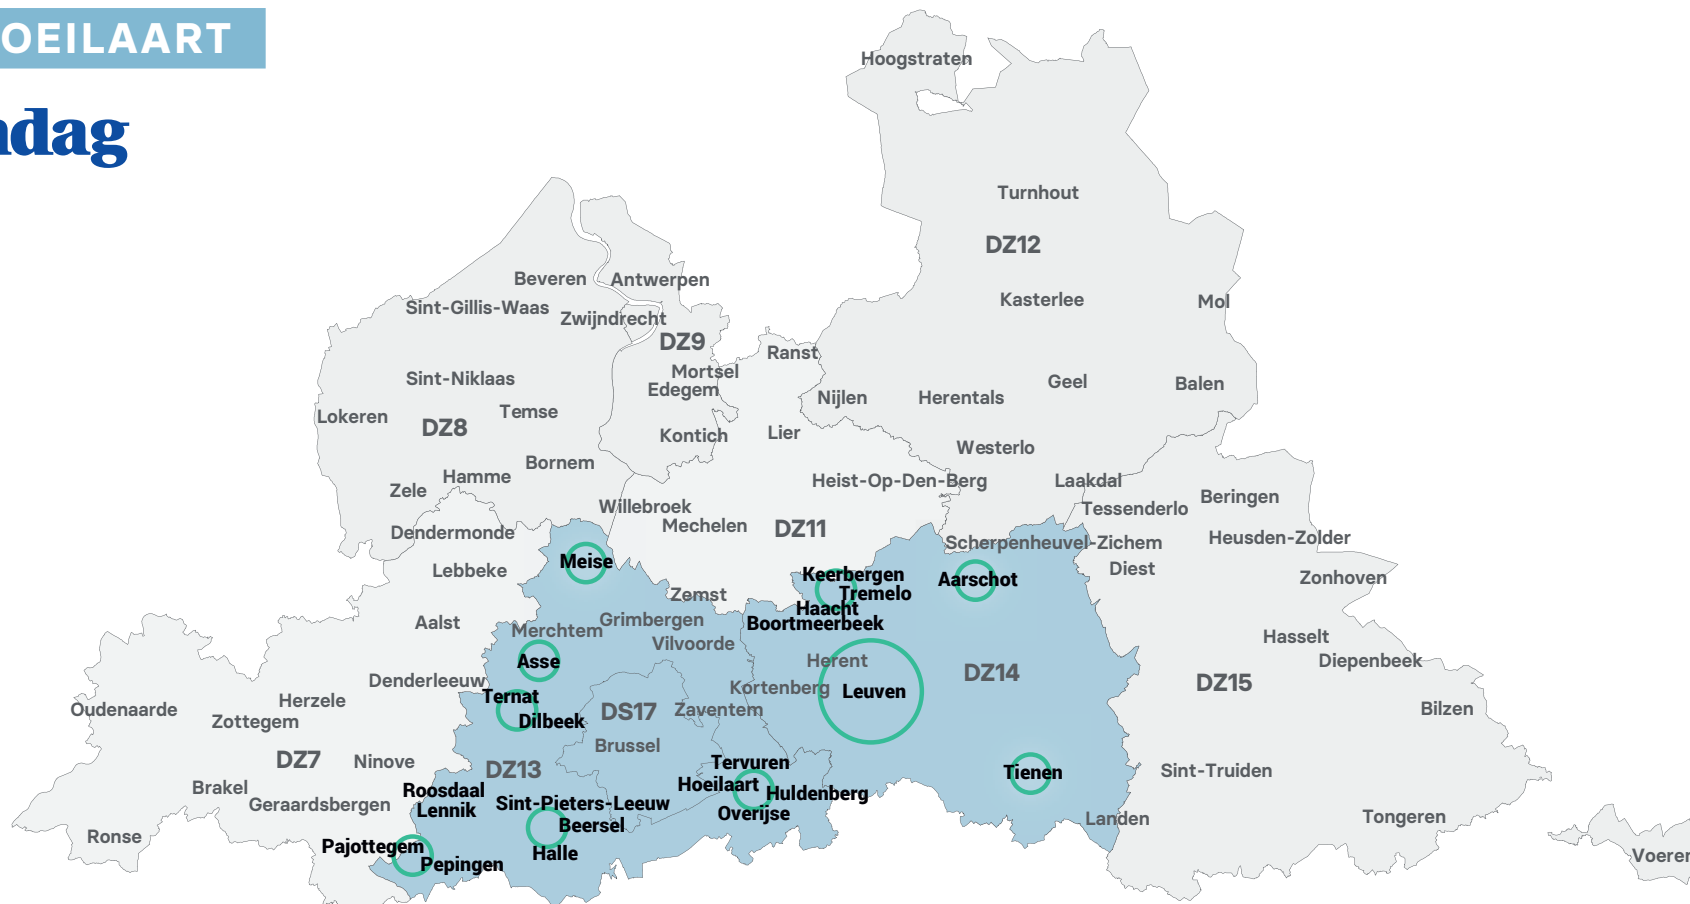 OEILAART
ndag
Hoogstraten
Turnhout
DZ12
Beveren
Antwerpen
Sint-Gillis-Waas
Zwijndrecht
Kasterlee
Mol
DZ9
Ranst
Mortsel
Edegem
Sint-Niklaas
Geel
Balen
Nijlen
Herentals
Lokeren
Temse
DZ8
Kontich
Lier
Westerlo
Bornem
Hamme
Zele
Heist-Op-Den-Berg
Laakdal
Beringen
Willebroek
Tessenderlo
Mechelen
DZ11
Dendermonde
Scherpenheuvel-Zichem
Heusden-Zolder
Meise
Lebbeke
Keerbergen
Aarschot
Diest
Zonhoven
Zemst
Tremelo
Haacht
Aalst
Merchtem
Grimbergen
Boortmeerbeek
Vilvoorde
Hasselt
Asse
Herent
Diepenbeek
Denderleeuw
Kortenberg
Leuven
DZ14
DZ15
Ternat
Herzele
Oudenaarde
Zottegem
Dilbeek
DS17
Zaventem
Bilzen
Brussel
DZ7
Ninove
DZ13
Tervuren
Tienen
Sint-Truiden
Brakel
Roosdaal
Hoeilaart
Huldenberg
Geraardsbergen
Lennik
Sint-Pieters-Leeuw
Overijse
Landen
Tongeren
Beersel
Ronse
Pajottegem
Halle
Pepingen
Voerer